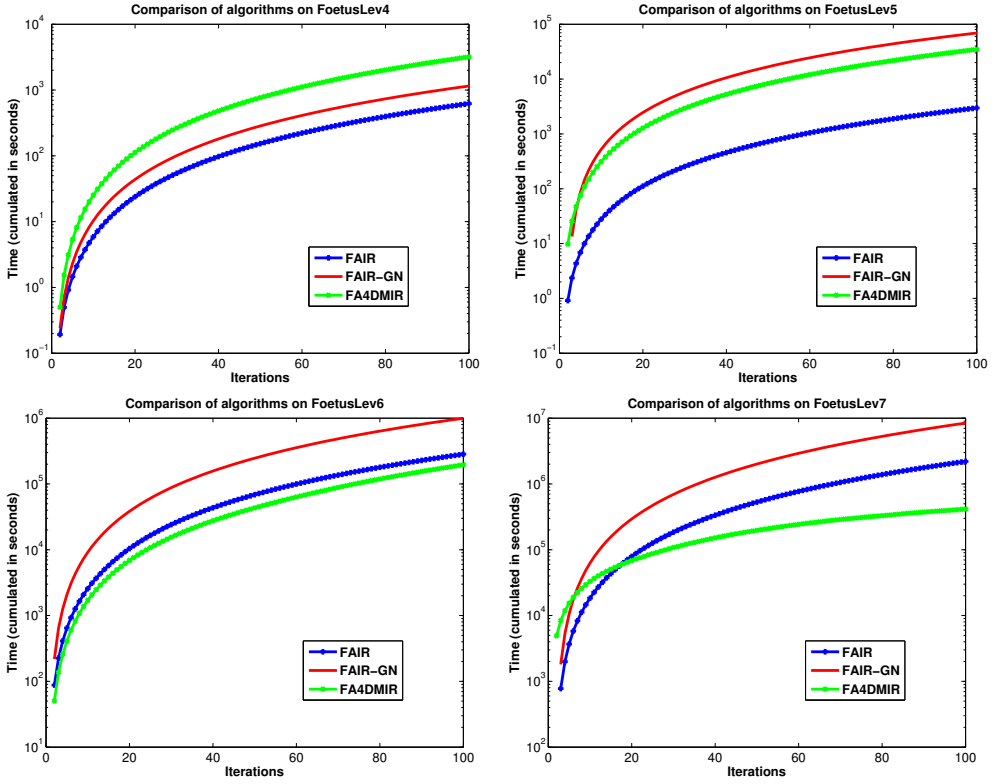 Comparison of algorithms on FoetusLev4
10^4
10^3
10^2
10^1
10^0
10^−1
Time (cumulated in seconds)
0 20 40 60 80 100
Iterations
FAIR
FAIR−GN
FA4DMIR
Comparison of algorithms on FoetusLev5
10^5
10^4
10^3
10^2
10^1
10^0
10^−1
Time (cumulated in seconds)
0 20 40 60 80 100
Iterations
FAIR
FAIR−GN
FA4DMIR
Comparison of algorithms on FoetusLev6
10^6
10^5
10^4
10^3
10^2
10^1
Time (cumulated in seconds)
0 20 40 60 80 100
Iterations
FAIR
FAIR−GN
FA4DMIR
Comparison of algorithms on FoetusLev7
10^7
10^6
10^5
10^4
10^3
10^2
Time (cumulated in seconds)
0 20 40 60 80 100
Iterations
FAIR
FAIR−GN
FA4DMIR